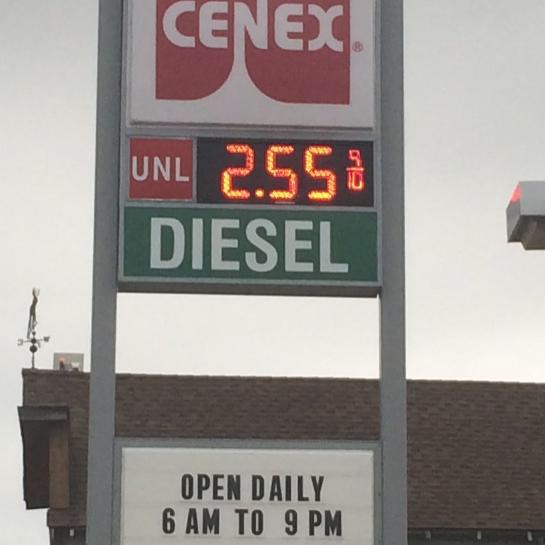 CENEX®
UNL 2.55 9/10
DIESEL
OPEN DAILY
6 AM TO 9 PM